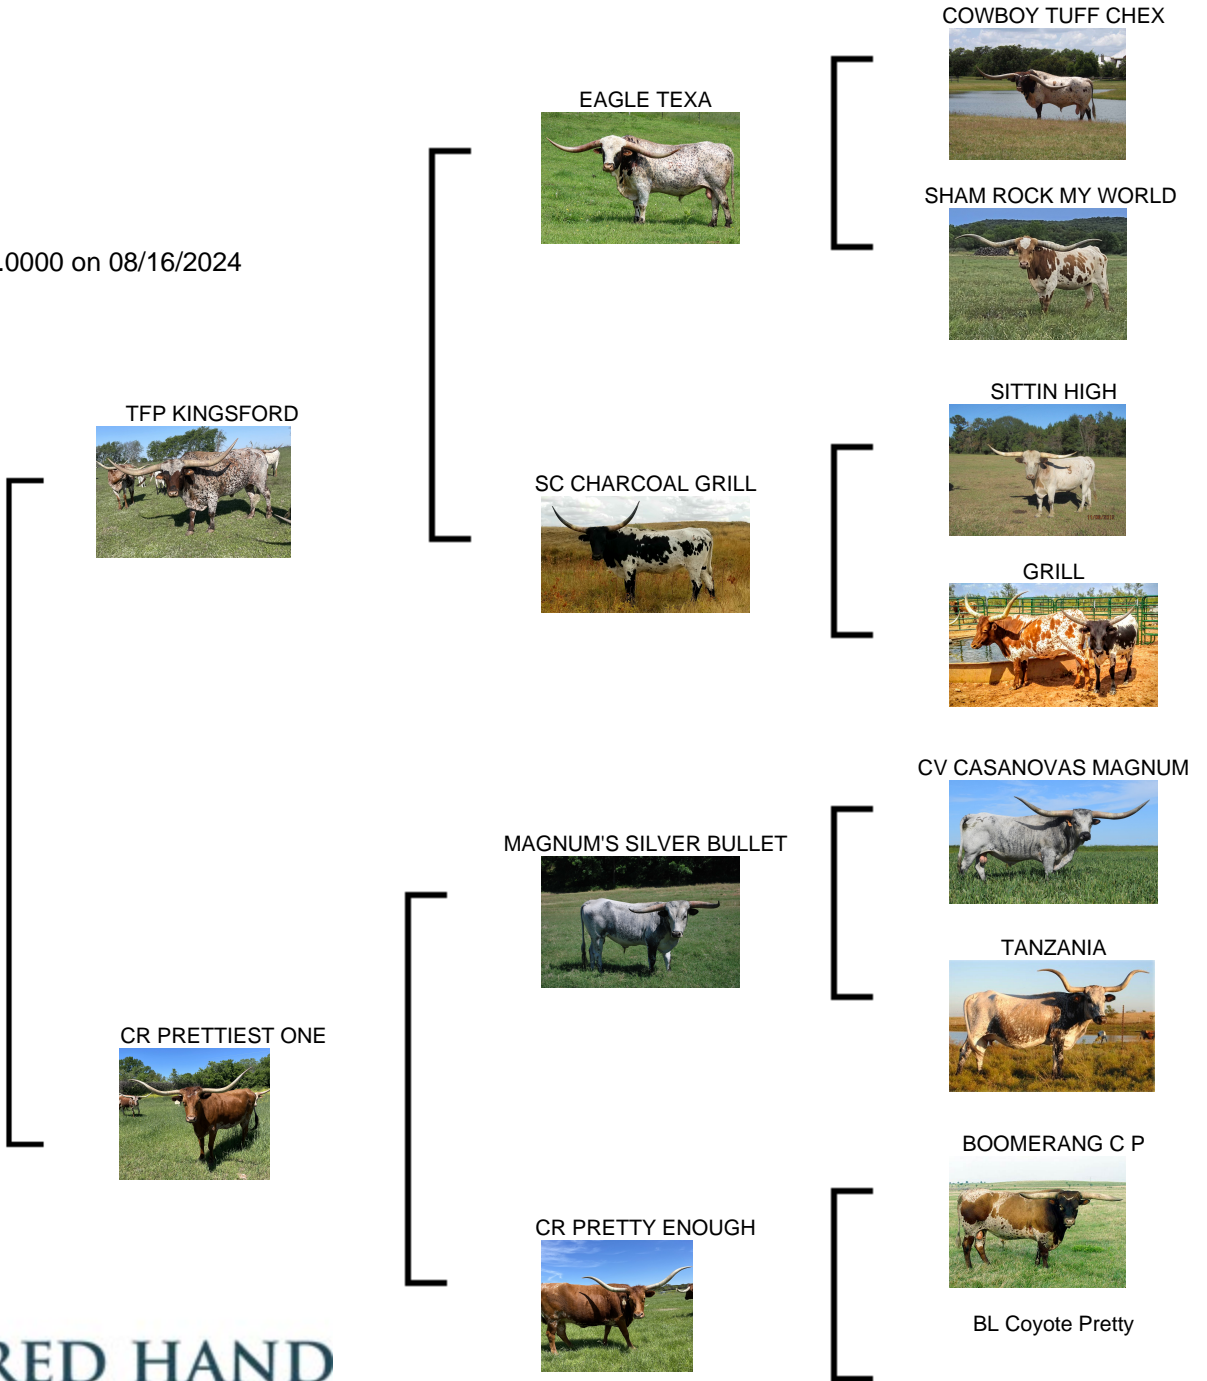 COWBOY TUFF CHEX
EAGLE TEXA
SHAM ROCK MY WORLD
.0000 on 08/16/2024
SITTIN HIGH
TFP KINGSFORD
SC CHARCOAL GRILL
GRILL
CV CASANOVAS MAGNUM
MAGNUM'S SILVER BULLET
TANZANIA
CR PRETTIEST ONE
BOOMERANG C P
CR PRETTY ENOUGH
BL Coyote Pretty
RED HAND